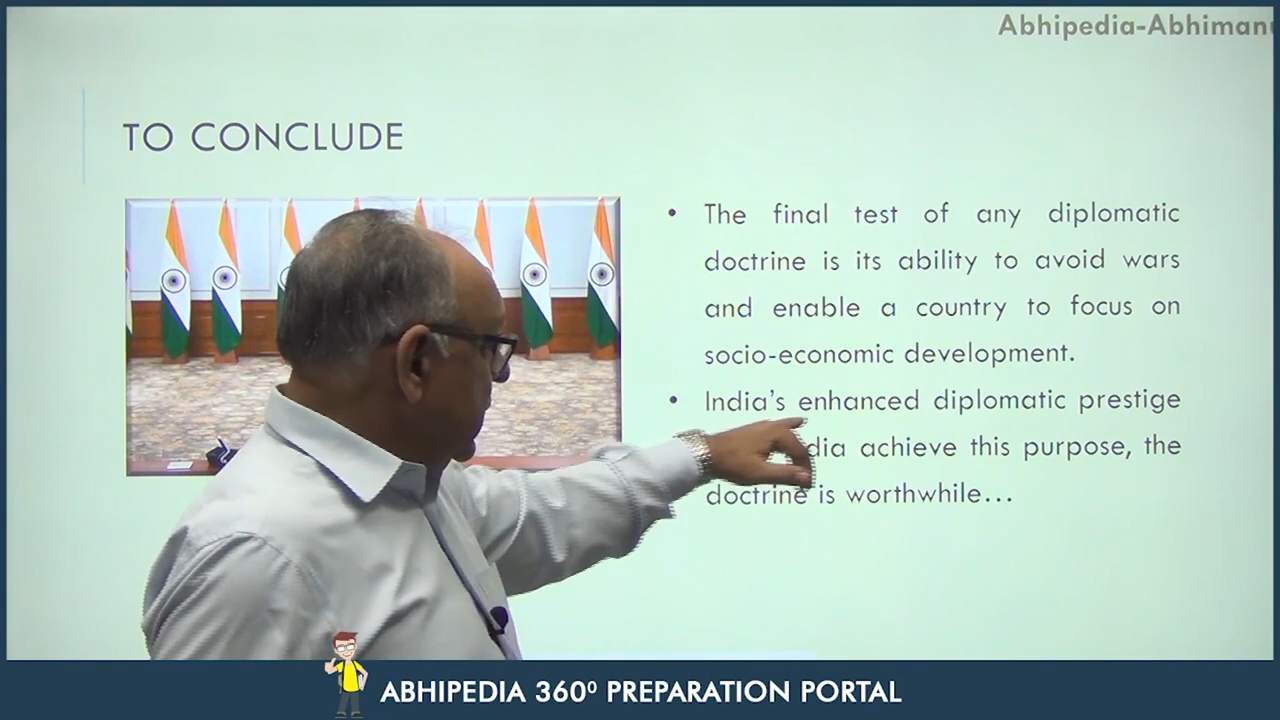 Abhipedia-Abhiman
TO CONCLUDE
• The final test of any diplomatic
doctrine is its ability to avoid wars
and enable a country to focus on
socio-economic development.
• India's enhanced diplomatic prestige
achieve this purpose, the
doctrine is worthwhile...
ABHIPEDIA 360⁰ PREPARATION PORTAL